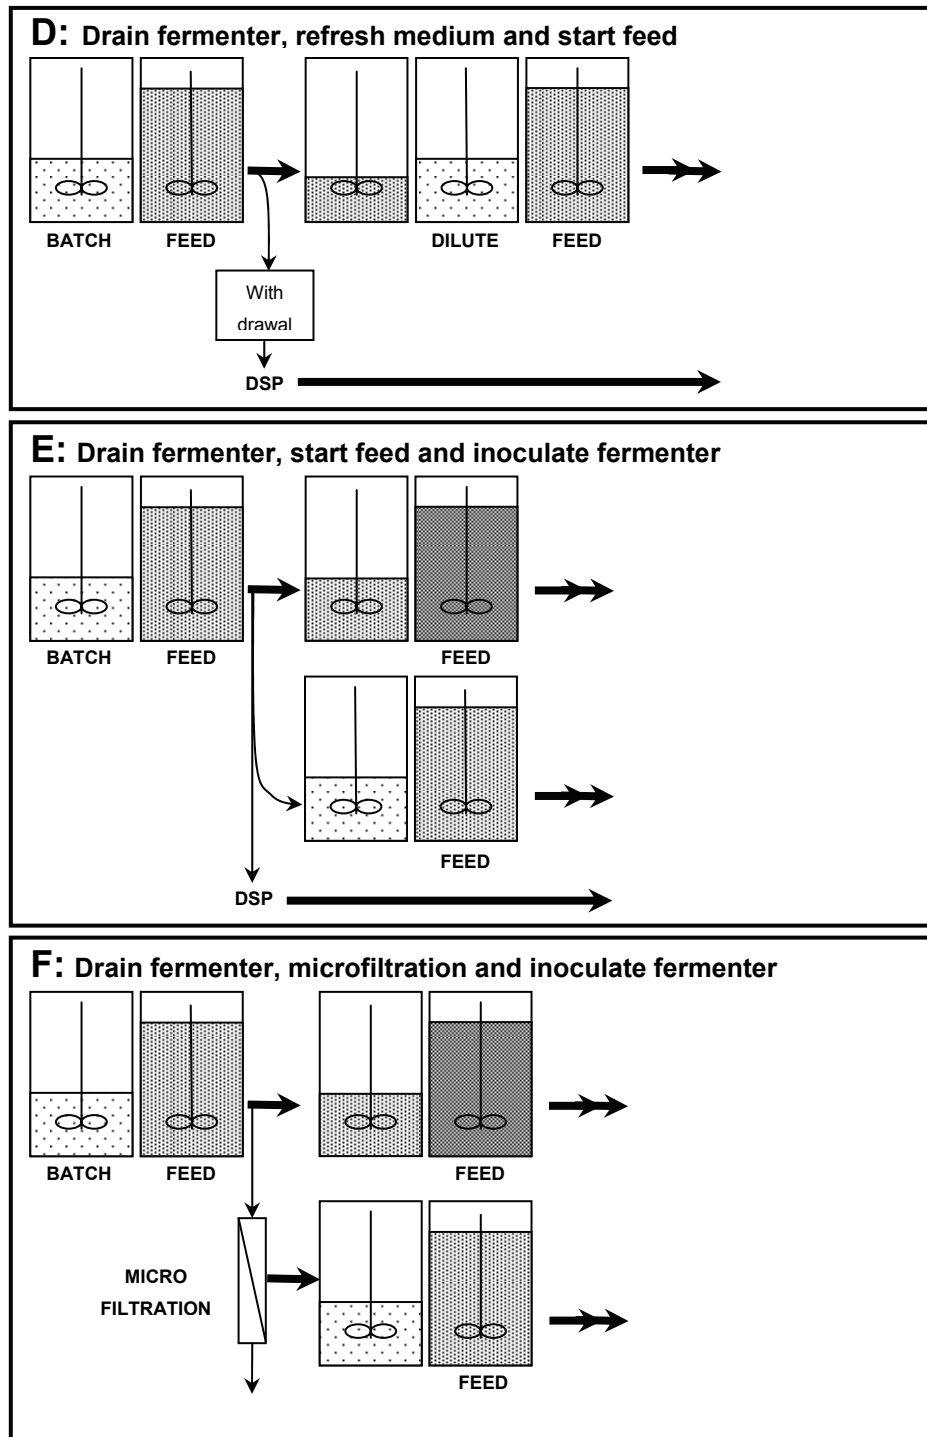 D: Drain fermenter, refresh medium and start feed
BATCH FEED DILUTE FEED
With
drawal
DSP
E: Drain fermenter, start feed and inoculate fermenter
BATCH FEED FEED
FEED
DSP
F: Drain fermenter, microfiltration and inoculate fermenter
BATCH FEED FEED
MICRO
FILTRATION
FEED